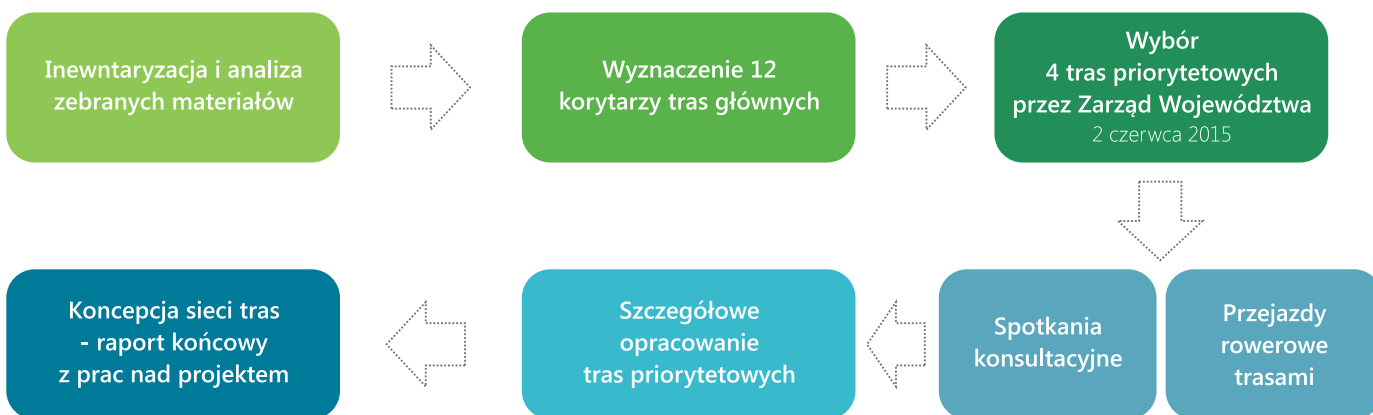 Inewntaryzacja i analiza
zebranych materiałów
Wyznaczenie 12
korytarzy tras głównych
Wybór
4 tras priorytetowych
przez Zarząd Województwa
2 czerwca 2015
Spotkania
konsultacyjne
Przejazdy
rowerowe
trasami
Szczegółowe
opracowanie
tras priorytetowych
Koncepcja sieci tras
- raport końcowy
z prac nad projektem